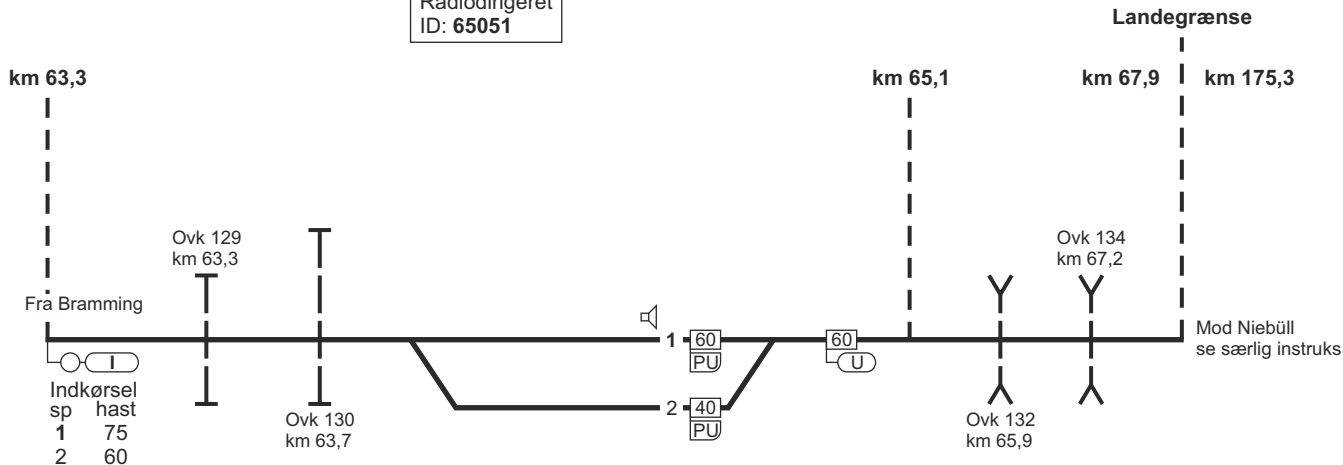 Radiodirigeret
ID: 65051
Landegrænse
km 63,3
km 65,1
km 67,9
km 175,3
Ovk 129
km 63,3
Ovk 134
km 67,2
Fra Bramming
Mod Niebüll
se særlig instruks
1
60
PU
60
U
I
Indkørsel
sp hast
1 75
2 60
Ovk 130
km 63,7
2
40
PU
Ovk 132
km 65,9